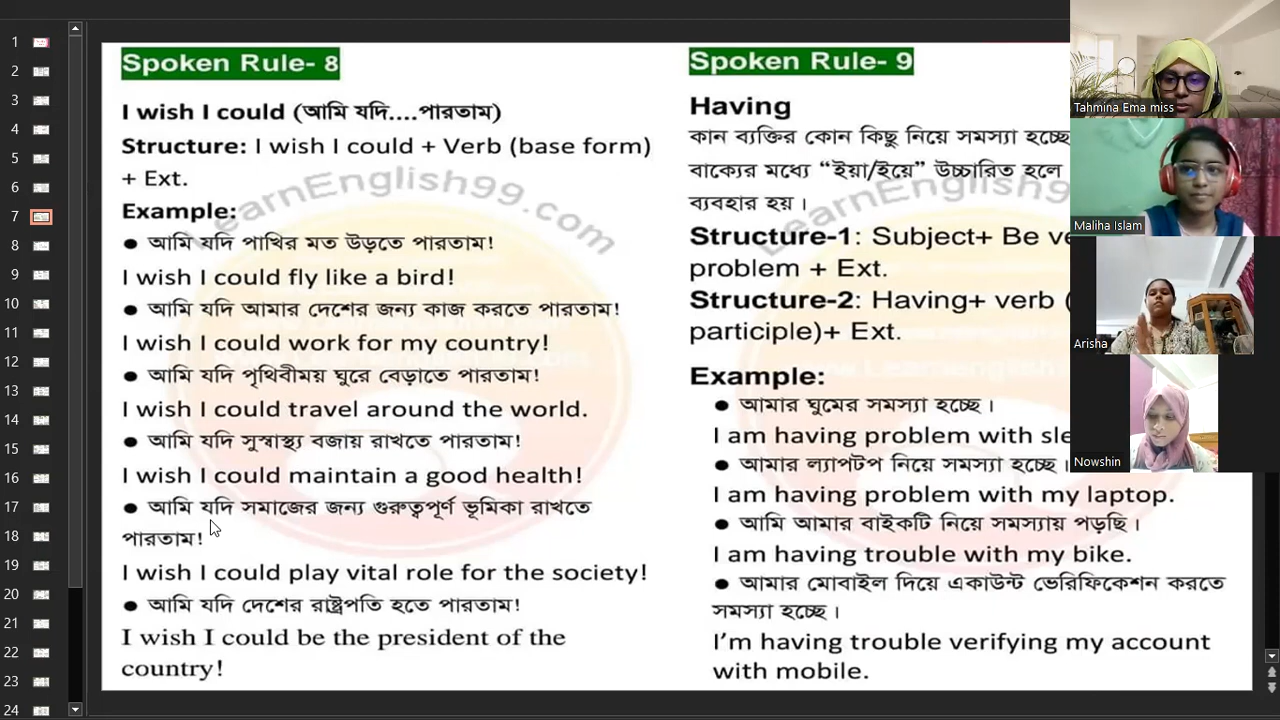 1
2
3
4
5
6
7
8
9
10
11
12
13
14
15
16
17
18
19
20
21
22
23
24
Spoken Rule- 8
I wish I could (আমি যদি....পারতাম)
Structure: I wish I could + Verb (base form)
+ Ext.
Example:
● আমি যদি পাখির মত উড়তে পারতাম!
I wish I could fly like a bird!
● আমি যদি আমার দেশের জন্য কাজ করতে পারতাম!
I wish I could work for my country!
● আমি যদি পৃথিবীময় ঘুরে বেড়াতে পারতাম!
I wish I could travel around the world.
● আমি যদি সুস্বাস্থ্য বজায় রাখতে পারতাম!
I wish I could maintain a good health!
● আমি যদি সমাজের জন্য গুরুত্বপূর্ণ ভূমিকা রাখতে
পারতাম!
I wish I could play vital role for the society!
● আমি যদি দেশের রাষ্ট্রপতি হতে পারতাম!
I wish I could be the president of the
country!
LearnEnglish99.com
Spoken Rule- 9
Having
কান ব্যক্তির কোন কিছু নিয়ে সমস্যা হচ্ছে
বাক্যের মধ্যে “ইয়া/ইয়ে” উচ্চারিত হলে
ব্যবহার হয়।
Structure-1: Subject+ Be ve
problem + Ext.
Structure-2: Having+ verb (
participle)+ Ext.
Example:
● আমার ঘুমের সমস্যা হচ্ছে।
I am having problem with sle
● আমার ল্যাপটপ নিয়ে সমস্যা হচ্ছে।
I am having problem with my laptop.
● আমি আমার বাইকটি নিয়ে সমস্যায় পড়ছি।
I am having trouble with my bike.
● আমার মোবাইল দিয়ে একাউন্ট ভেরিফিকেশন করতে
সমস্যা হচ্ছে।
I'm having trouble verifying my account
with mobile.
Tahmina Ema miss
Maliha Islam
Arisha
Nowshin